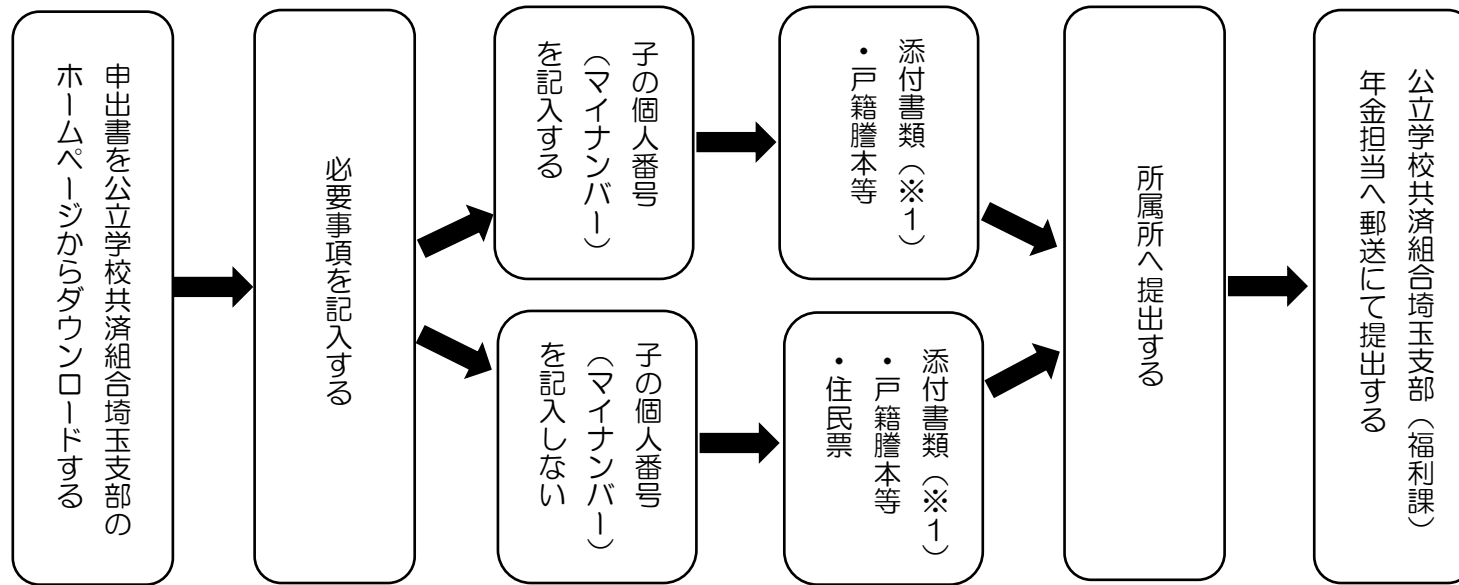 申出書を公立学校共済組合埼玉支部の
ホームページからダウンロードする
必要事項を記入する
子の個人番号
（マイナンバー）
を記入する
添付書類（※１）
・戸籍謄本等
子の個人番号
（マイナンバー）
を記入しない
添付書類（※１）
・戸籍謄本等
・住民票
所属所へ提出する
公立学校共済組合埼玉支部（福利課）
年金担当へ郵送にて提出する